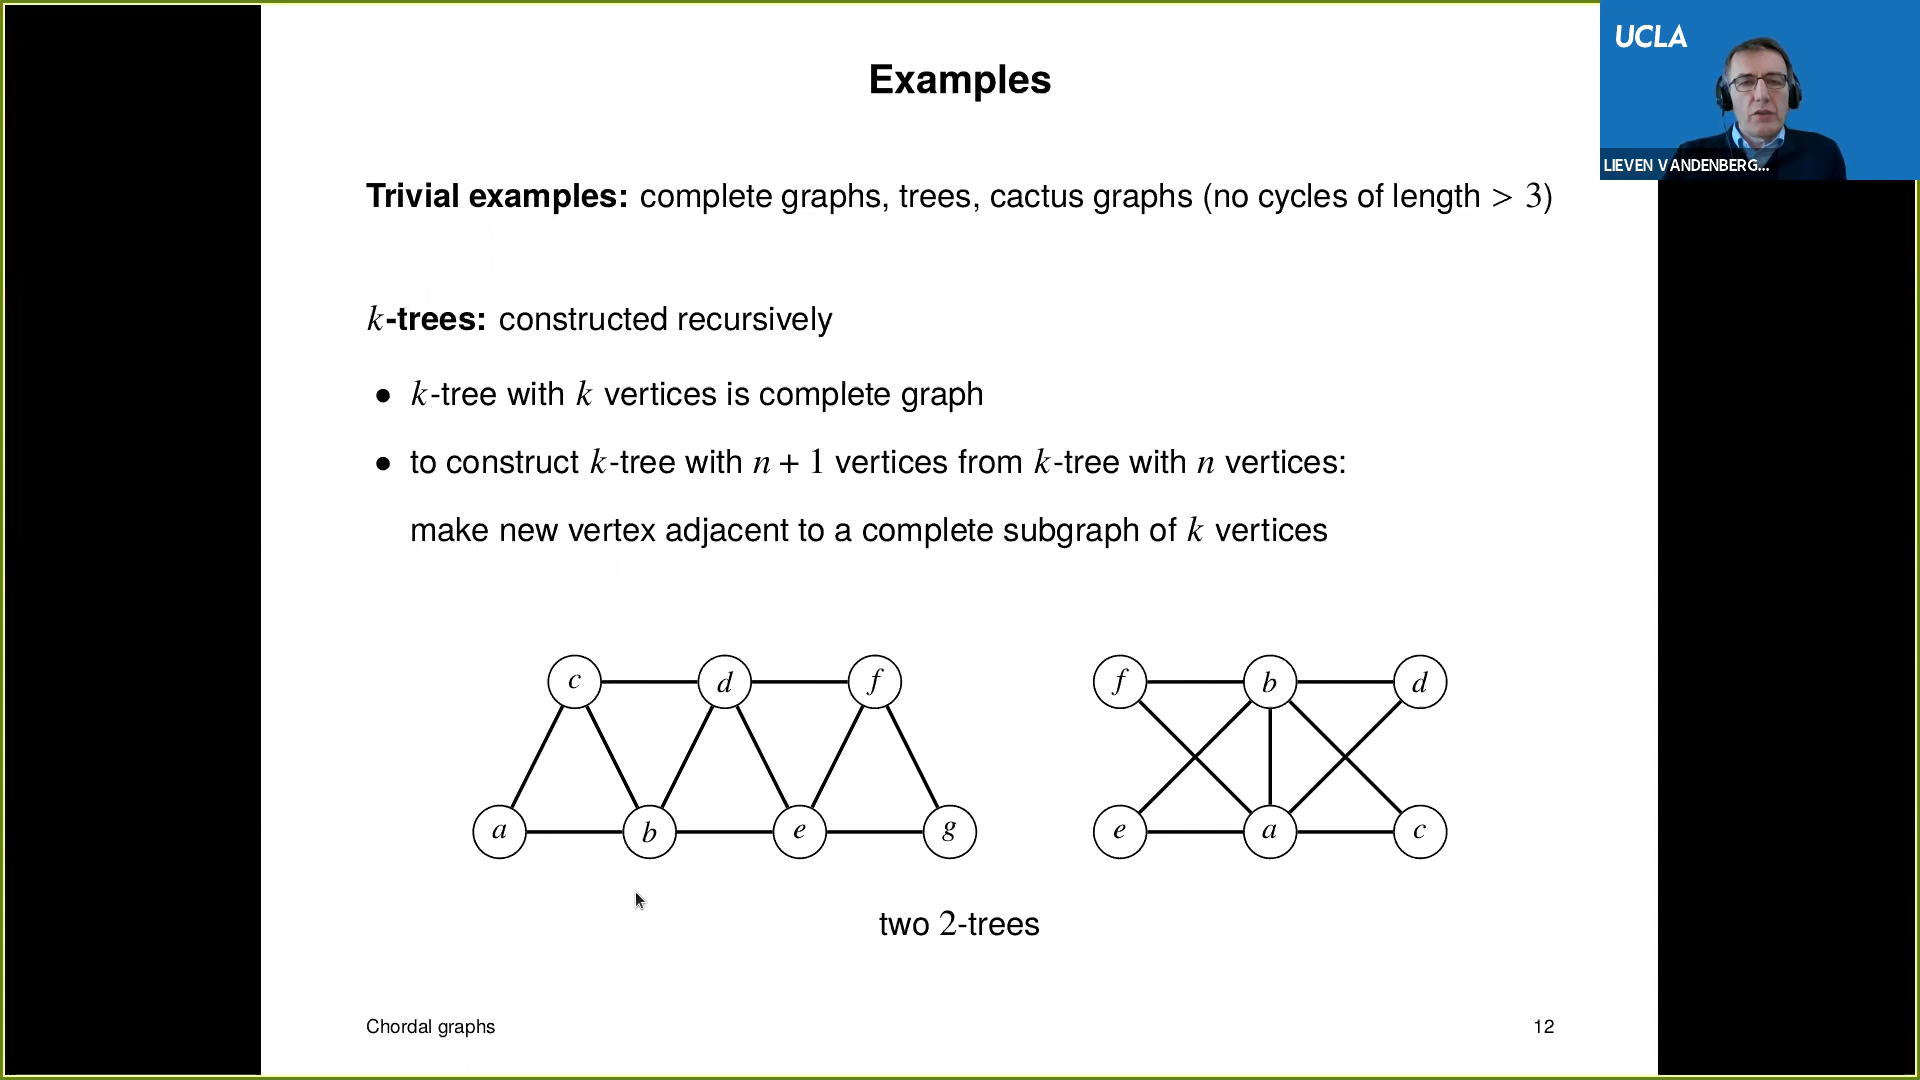 Examples
UCLA
LIEVEN VANDENBERG...
Trivial examples: complete graphs, trees, cactus graphs (no cycles of length > 3)
k-trees: constructed recursively
• k-tree with k vertices is complete graph
• to construct k-tree with n + 1 vertices from k-tree with n vertices:
make new vertex adjacent to a complete subgraph of k vertices
c d f
a b e g
f b d
e a c
two 2-trees
Chordal graphs
12